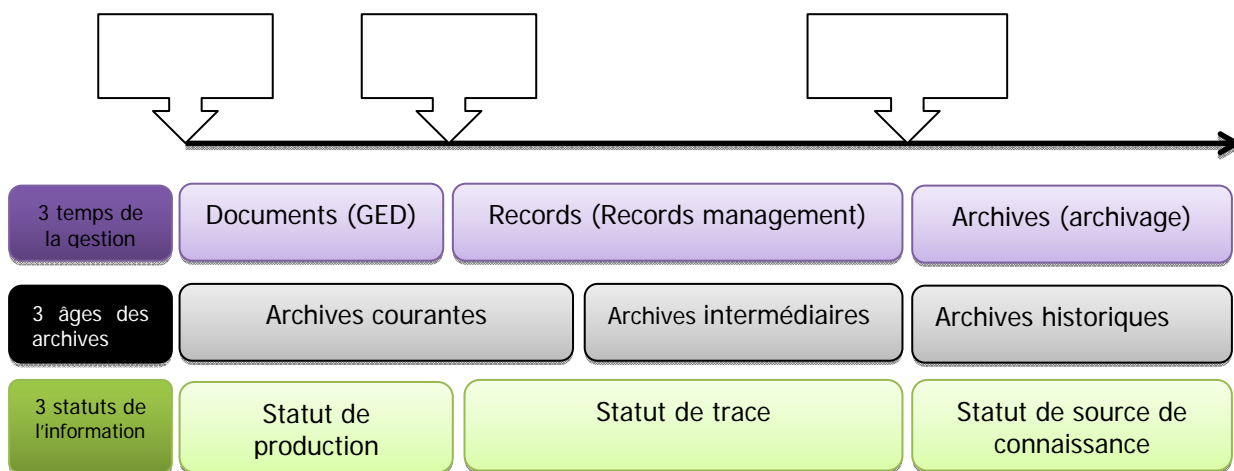 3 temps de
la gestion
Documents (GED)
Records (Records management)
Archives (archivage)
3 âges des
archives
Archives courantes
Archives intermédiaires
Archives historiques
3 statuts de
l'information
Statut de
production
Statut de trace
Statut de source de
connaissance